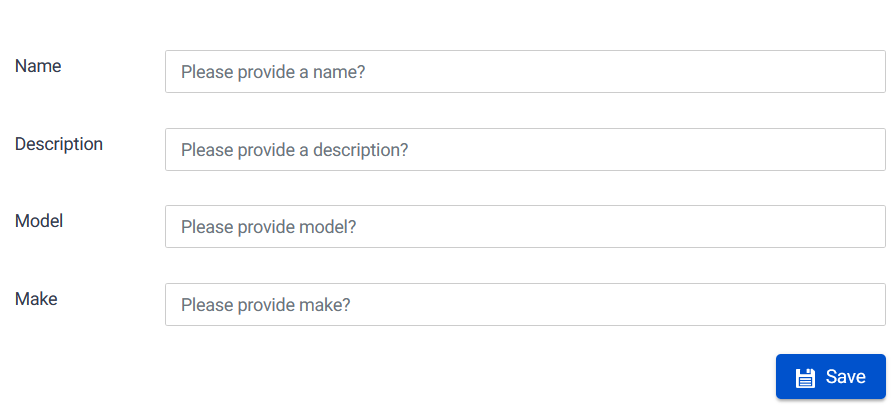 Name
Please provide a name?
Description
Please provide a description?
Model
Please provide model?
Make
Please provide make?
Save